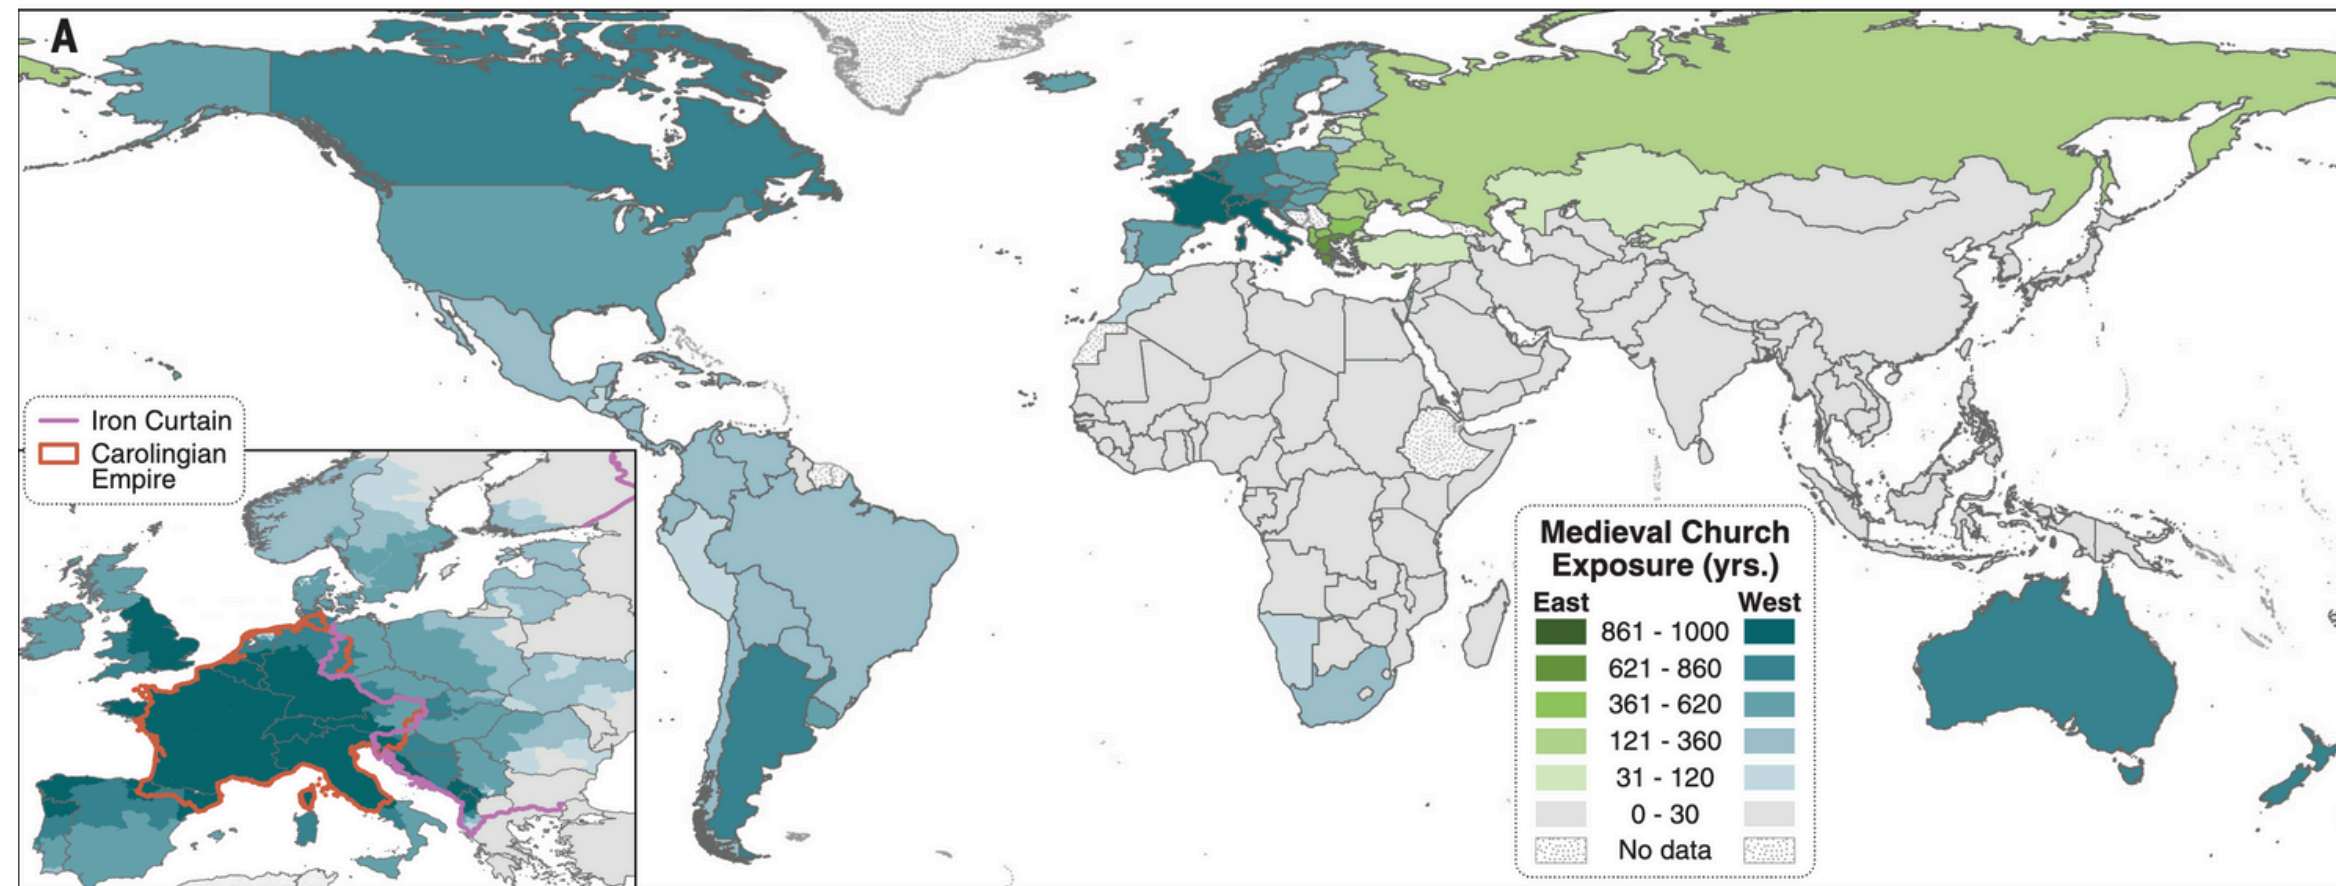 A
Iron Curtain
Carolingian
Empire
Medieval Church
Exposure (yrs.)
East West
861 - 1000
621 - 860
361 - 620
121 - 360
31 - 120
0 - 30
No data